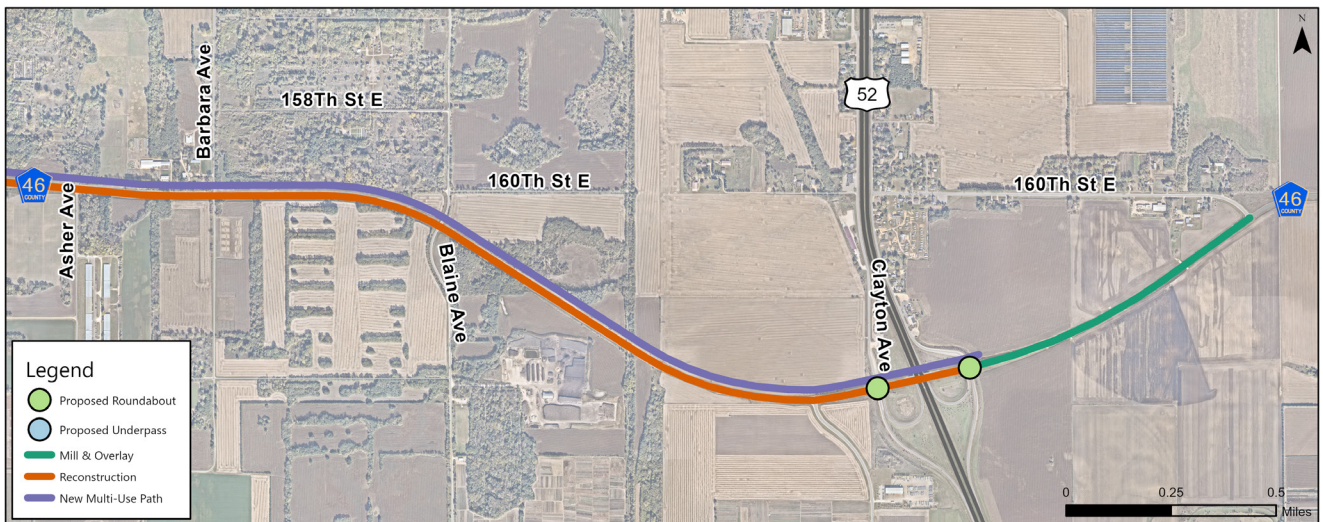 N
Barbara Ave
158Th St E
52
160Th St E
160Th St E
46
COUNTY
46
COUNTY
Asher Ave
Blaine Ave
Clayton Ave
Legend
Proposed Roundabout
Proposed Underpass
Mill & Overlay
Reconstruction
New Multi-Use Path
0 0.25 0.5
Miles